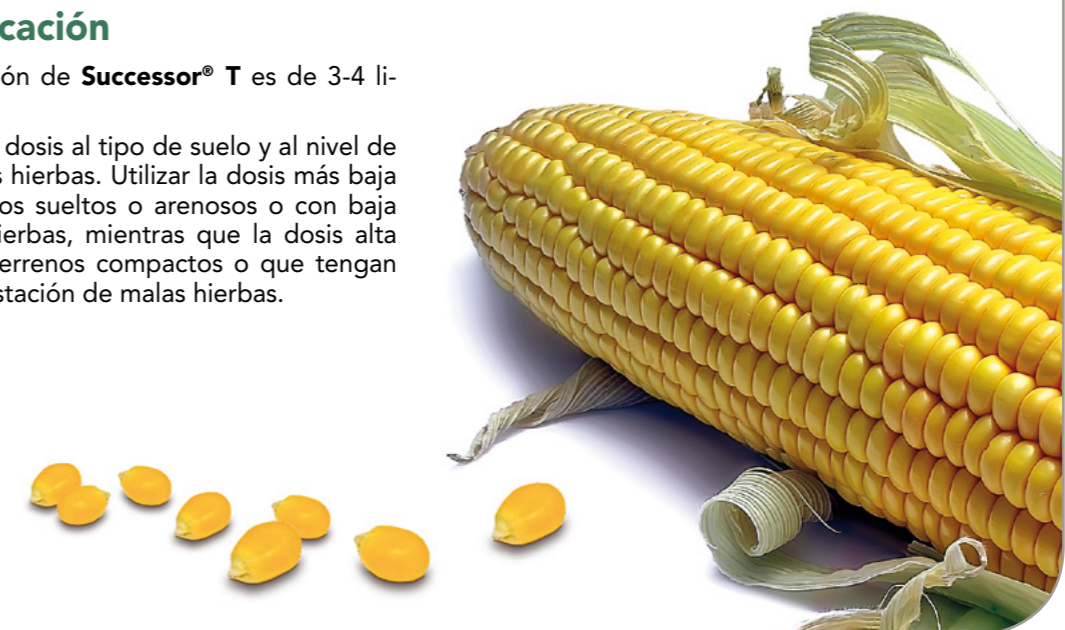 cación
ón de Successor® T es de 3-4 li-
dosis al tipo de suelo y al nivel de
s hierbas. Utilizar la dosis más baja
os sueltos o arenosos o con baja
ierbas, mientras que la dosis alta
errenos compactos o que tengan
stación de malas hierbas.